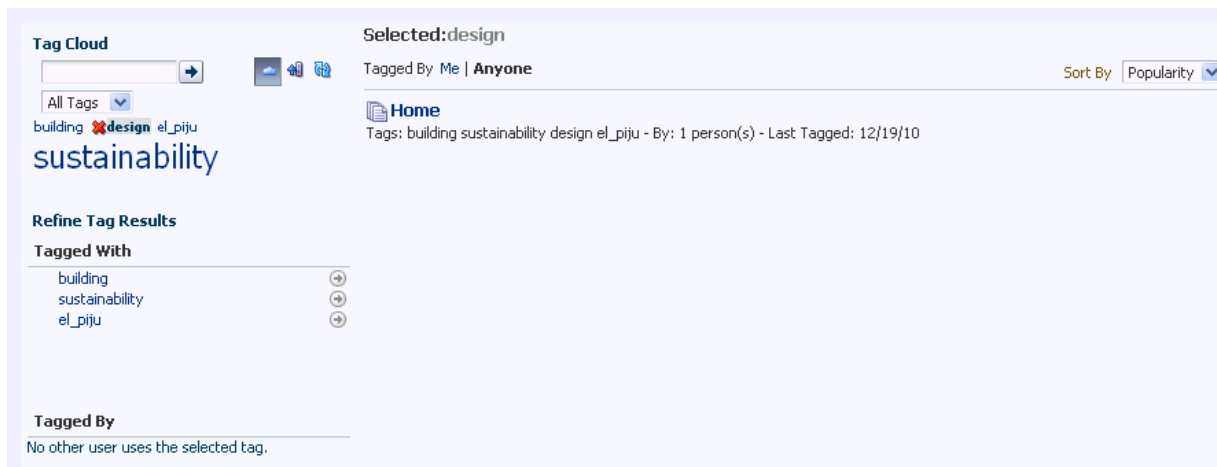 Tag Cloud
All Tags
building design el_piju
sustainability
Refine Tag Results
Tagged With
building
sustainability
el_piju
Tagged By
No other user uses the selected tag.
Selected:design
Tagged By Me | Anyone
Sort By Popularity
Home
Tags: building sustainability design el_piju - By: 1 person(s) - Last Tagged: 12/19/10